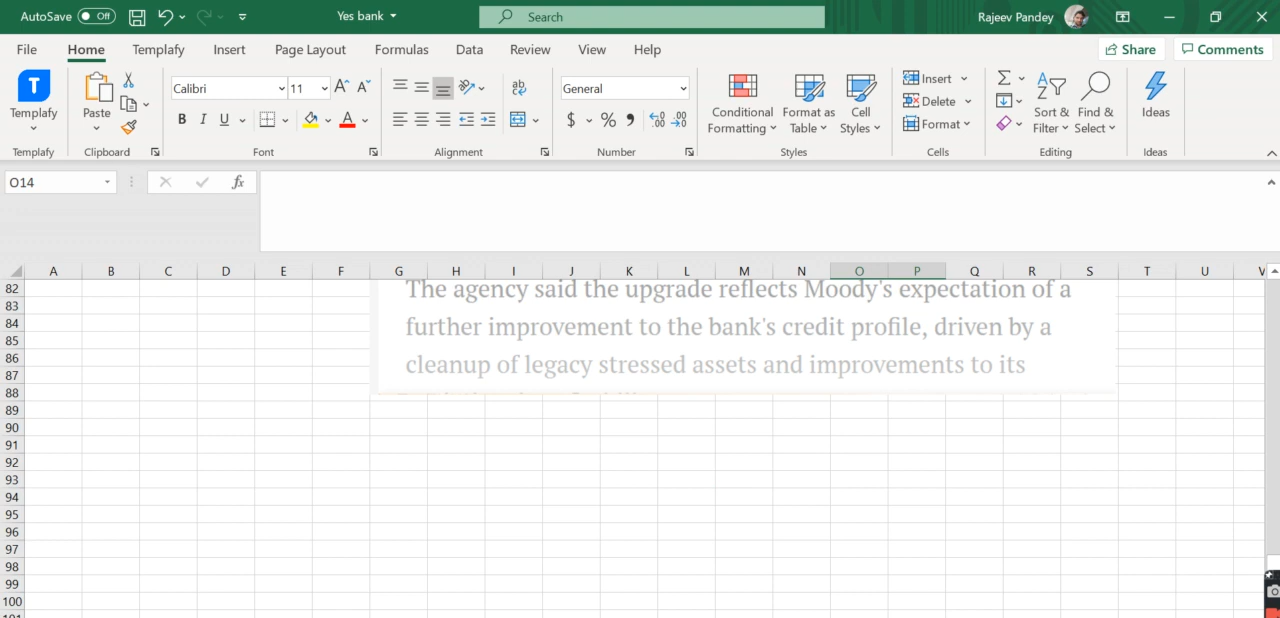 AutoSave Off Yes bank Search Rajeev Pandey
File Home Templafy Insert Page Layout Formulas Data Review View Help Share Comments
Templafy Paste Calibri 11 General Conditional Formatting Format as Table Cell Styles Insert Delete Format Sort & Filter Find & Select Ideas
B I U $ %
Templafy Clipboard Font Alignment Number Styles Cells Editing Ideas
O14 fx
A B C D E F G H I J K L M N O P Q R S T U V
82
The agency said the upgrade reflects Moody's expectation of a
83
84
further improvement to the bank's credit profile, driven by a
85
86
cleanup of legacy stressed assets and improvements to its
87
88
89
90
91
92
93
94
95
96
97
98
99
100
101